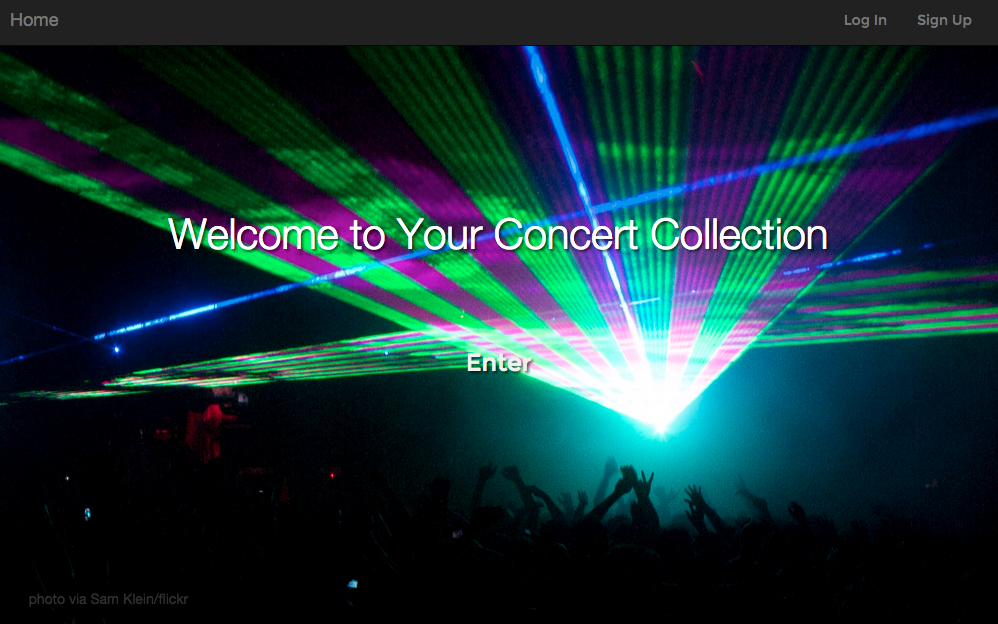 Home
Log In
Sign Up
Welcome to Your Concert Collection
Enter
photo via Sam Klein/flickr